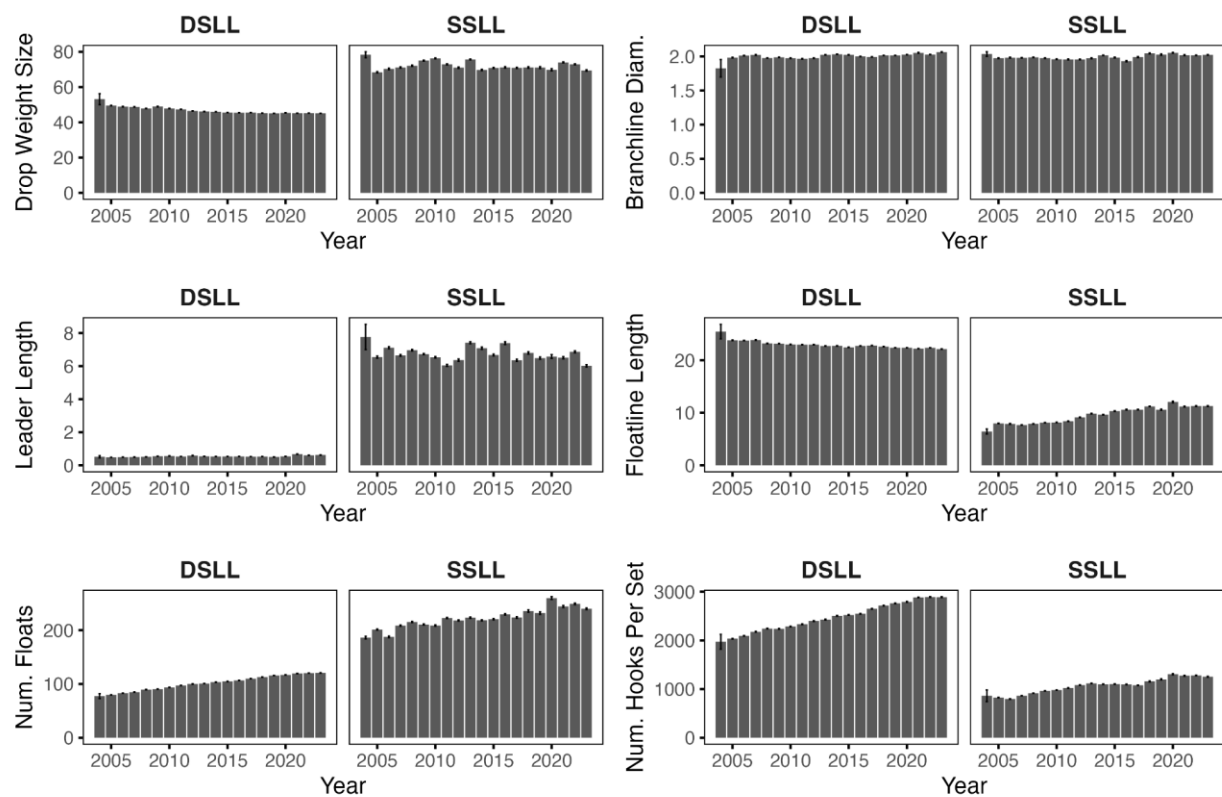 DSLL SSLL
Drop Weight Size
80
60
40
20
0
2005 2010 2015 2020 2005 2010 2015 2020
Year
DSLL SSLL
Branchline Diam.
2.0
1.5
1.0
0.5
0.0
2005 2010 2015 2020 2005 2010 2015 2020
Year
DSLL SSLL
Leader Length
8
6
4
2
0
2005 2010 2015 2020 2005 2010 2015 2020
Year
DSLL SSLL
Floatline Length
20
10
0
2005 2010 2015 2020 2005 2010 2015 2020
Year
DSLL SSLL
Num. Floats
200
100
0
2005 2010 2015 2020 2005 2010 2015 2020
Year
DSLL SSLL
Num. Hooks Per Set
3000
2000
1000
0
2005 2010 2015 2020 2005 2010 2015 2020
Year